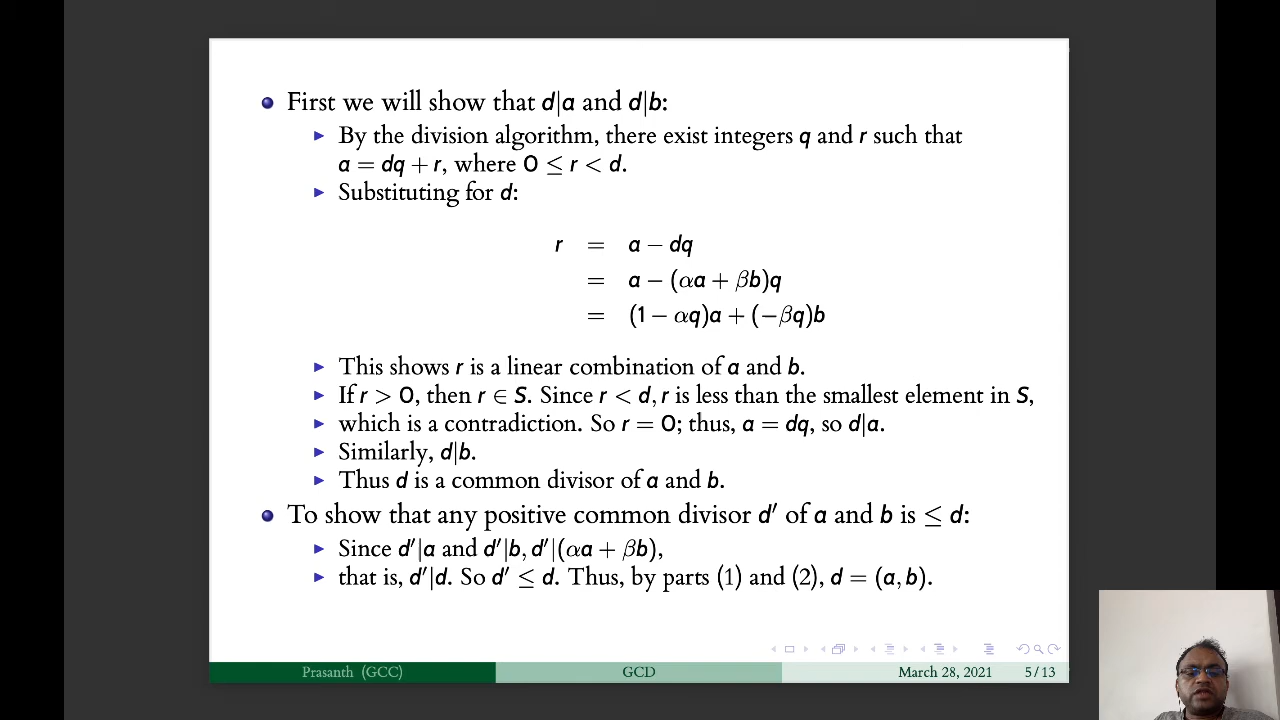 First we will show that d|a and d|b:
By the division algorithm, there exist integers q and r such that
a = dq + r, where 0 ≤ r < d.
Substituting for d:
r = a − dq
= a − (αa + βb)q
= (1 − αq)a + (−βq)b
This shows r is a linear combination of a and b.
If r > 0, then r ∈ S. Since r < d, r is less than the smallest element in S,
which is a contradiction. So r = 0; thus, a = dq, so d|a.
Similarly, d|b.
Thus d is a common divisor of a and b.
To show that any positive common divisor d′ of a and b is ≤ d:
Since d′|a and d′|b, d′|(αa + βb),
that is, d′|d. So d′ ≤ d. Thus, by parts (1) and (2), d = (a, b).
Prasanth (GCC) GCD March 28, 2021 5/13